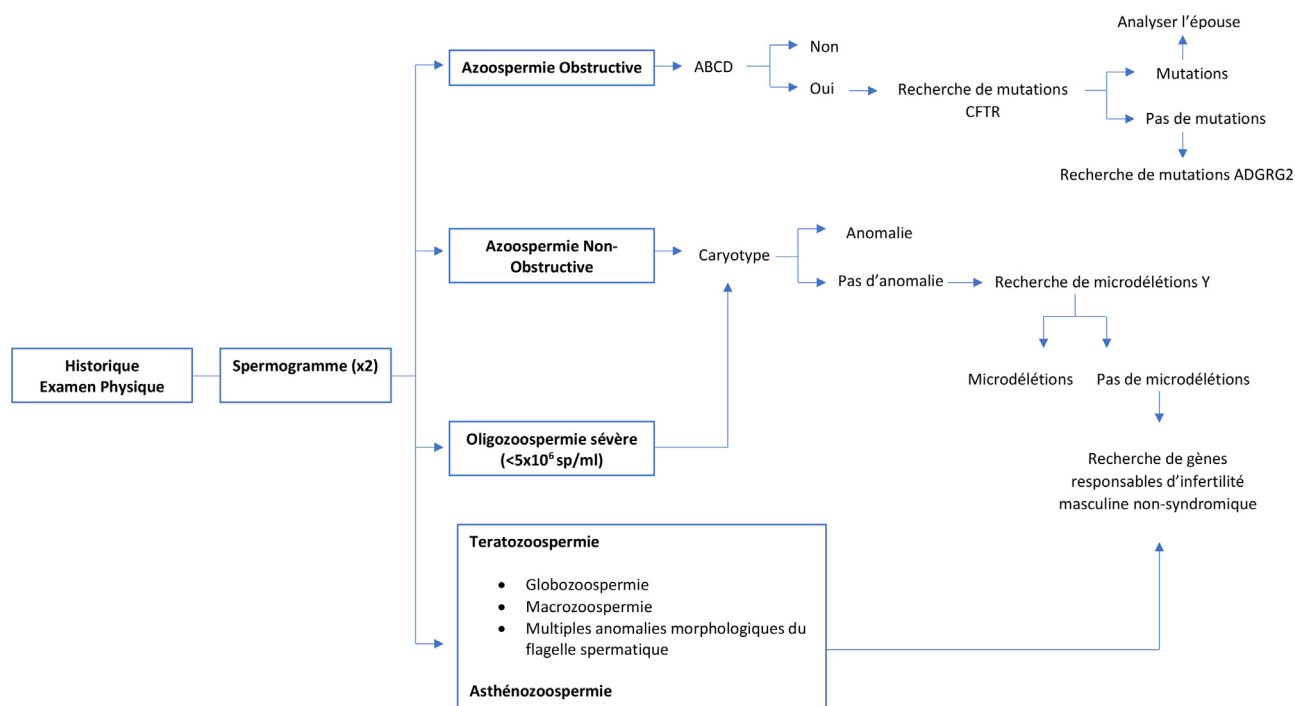 Analyser l'épouse
Non
Azoospermie Obstructive
ABCD
Mutations
Oui
Recherche de mutations
CFTR
Pas de mutations
Recherche de mutations ADGRG2
Azoospermie Non-
Obstructive
Caryotype
Anomalie
Pas d'anomalie
Recherche de microdélétions Y
Historique
Examen Physique
Spermogramme (x2)
Microdélétions
Pas de microdélétions
Oligozoospermie sévère
(<5x10⁶ sp/ml)
Recherche de gènes
responsables d'infertilité
masculine non-syndromique
Teratozoospermie
• Globozoospermie
• Macrozoospermie
• Multiples anomalies morphologiques du
flagelle spermatique
Asthénozoospermie